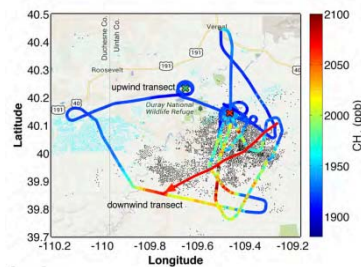 40.5
40.4
40.3
40.2
40.1
40
39.9
39.8
39.7
-110.2
-110
-109.8
-109.6
-109.4
-109.2
Latitude
Longitude
Duchesne Co.
Uintah Co.
Vernal
191
Roosevelt
191
40
191
upwind transect
Ouray National
Wildlife Refuge
downwind transect
2100
2050
2000
1950
1900
CH4 (ppb)